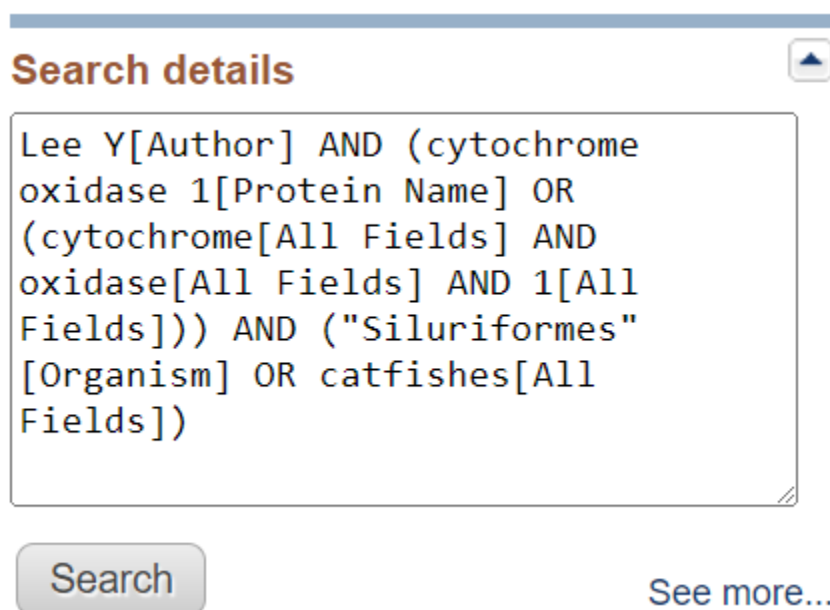 Search details
Lee Y[Author] AND (cytochrome
oxidase 1[Protein Name] OR
(cytochrome[All Fields] AND
oxidase[All Fields] AND 1[All
Fields])) AND ("Siluriformes"
[Organism] OR catfishes[All
Fields])
Search
See more...